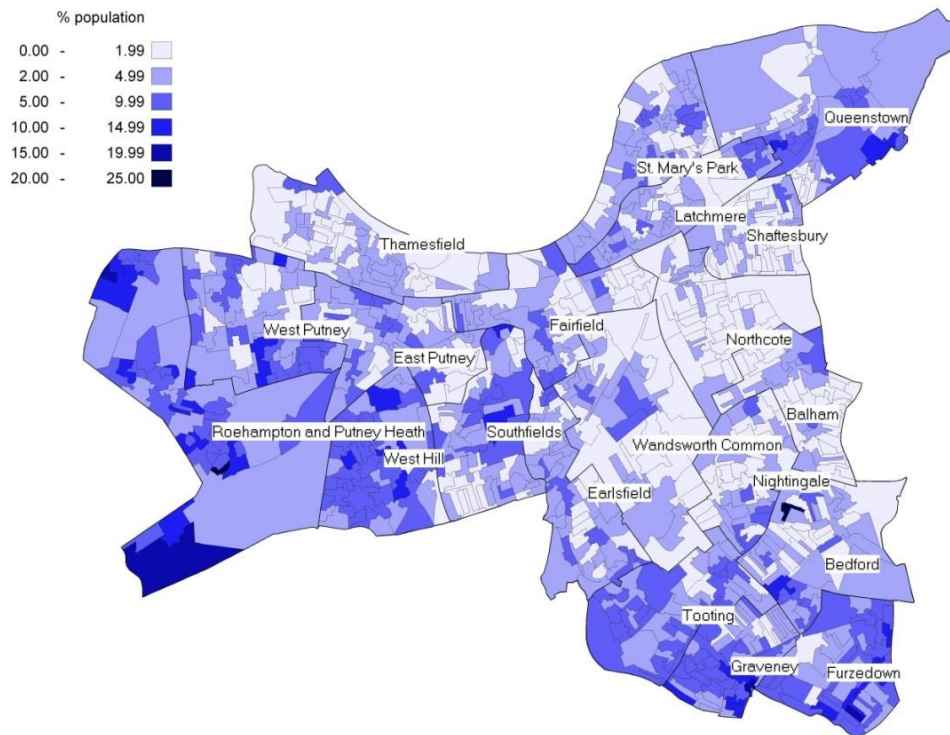 % population
0.00 - 1.99
2.00 - 4.99
5.00 - 9.99
10.00 - 14.99
15.00 - 19.99
20.00 - 25.00
Queenstown
St. Mary's Park
Latchmere
Shaftesbury
Thamesfield
Fairfield
West Putney
Northcote
East Putney
Balham
Roehampton and Putney Heath
Southfields
Wandsworth Common
West Hill
Nightingale
Earlsfield
Bedford
Tooting
Graveney
Furzedown